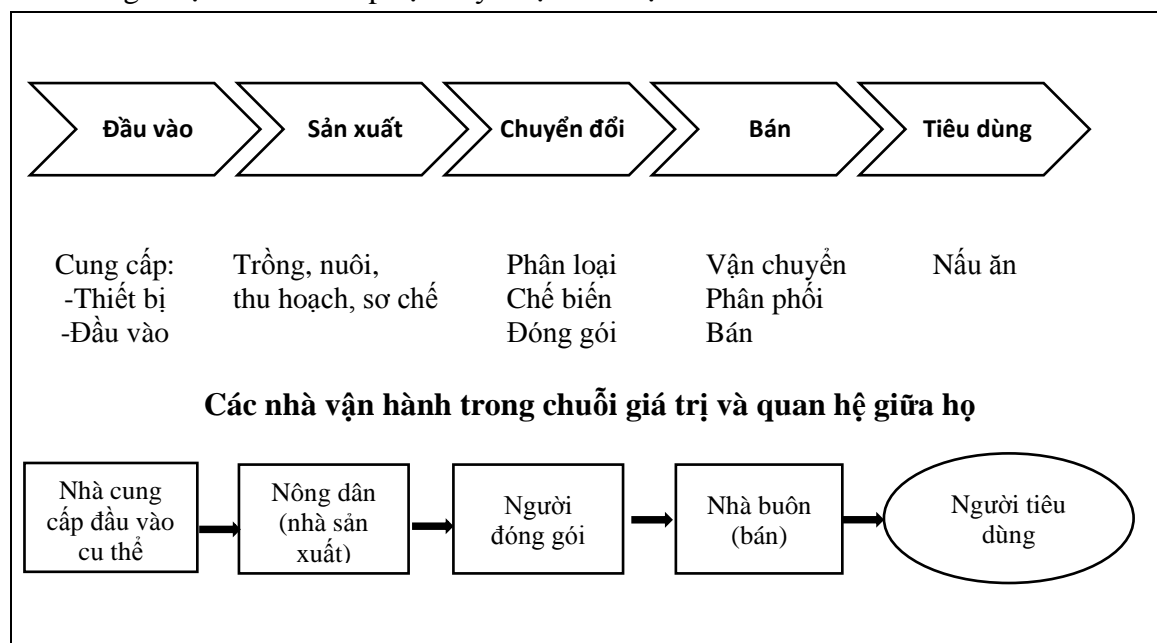 Đầu vào
Sản xuất
Chuyển đổi
Bán
Tiêu dùng
Cung cấp:
-Thiết bị
-Đầu vào
Trồng, nuôi,
thu hoạch, sơ chế
Phân loại
Chế biến
Đóng gói
Vận chuyển
Phân phối
Bán
Nấu ăn
Các nhà vận hành trong chuỗi giá trị và quan hệ giữa họ
Nhà cung
cấp đầu vào
cu thể
Nông dân
(nhà sản
xuất)
Người
đóng gói
Nhà buôn
(bán)
Người tiêu
dùng